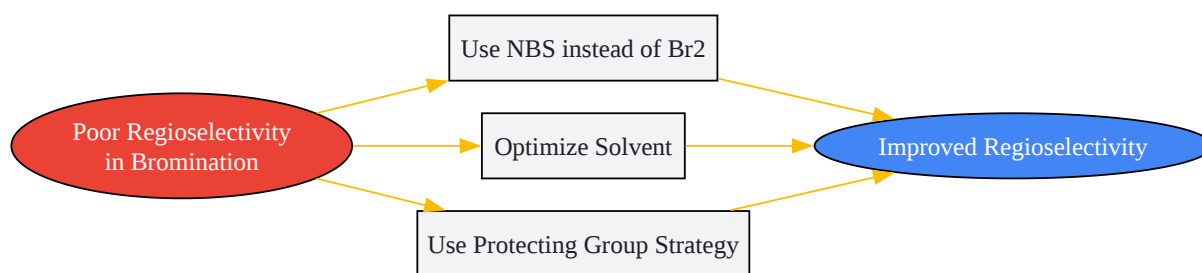 Use NBS instead of Br2
Poor Regioselectivity
in Bromination
Optimize Solvent
Improved Regioselectivity
Use Protecting Group Strategy